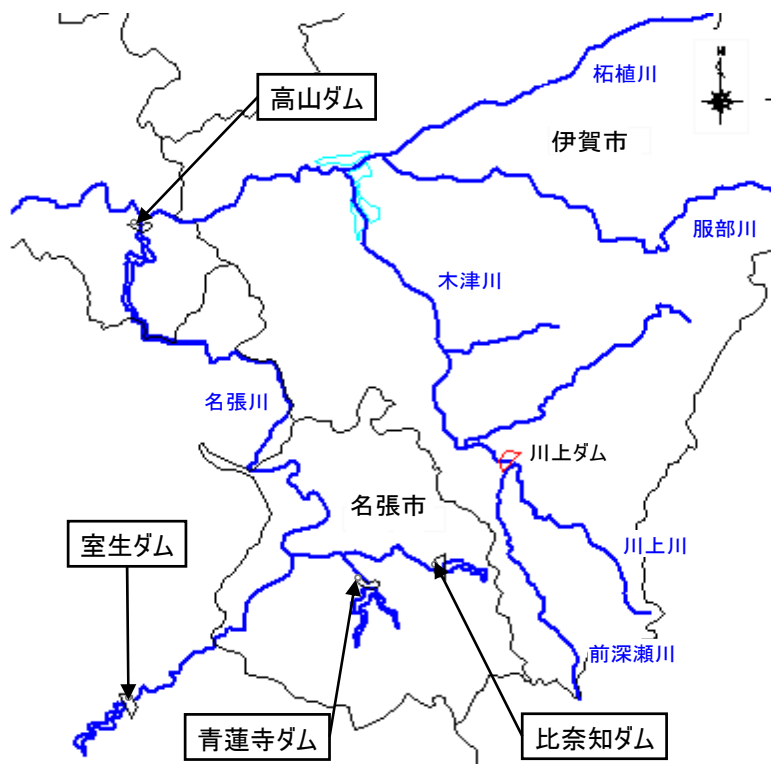 N
柘植川
高山ダム
伊賀市
服部川
木津川
名張川
川上ダム
名張市
室生ダム
川上川
前深瀬川
青蓮寺ダム
比奈知ダム